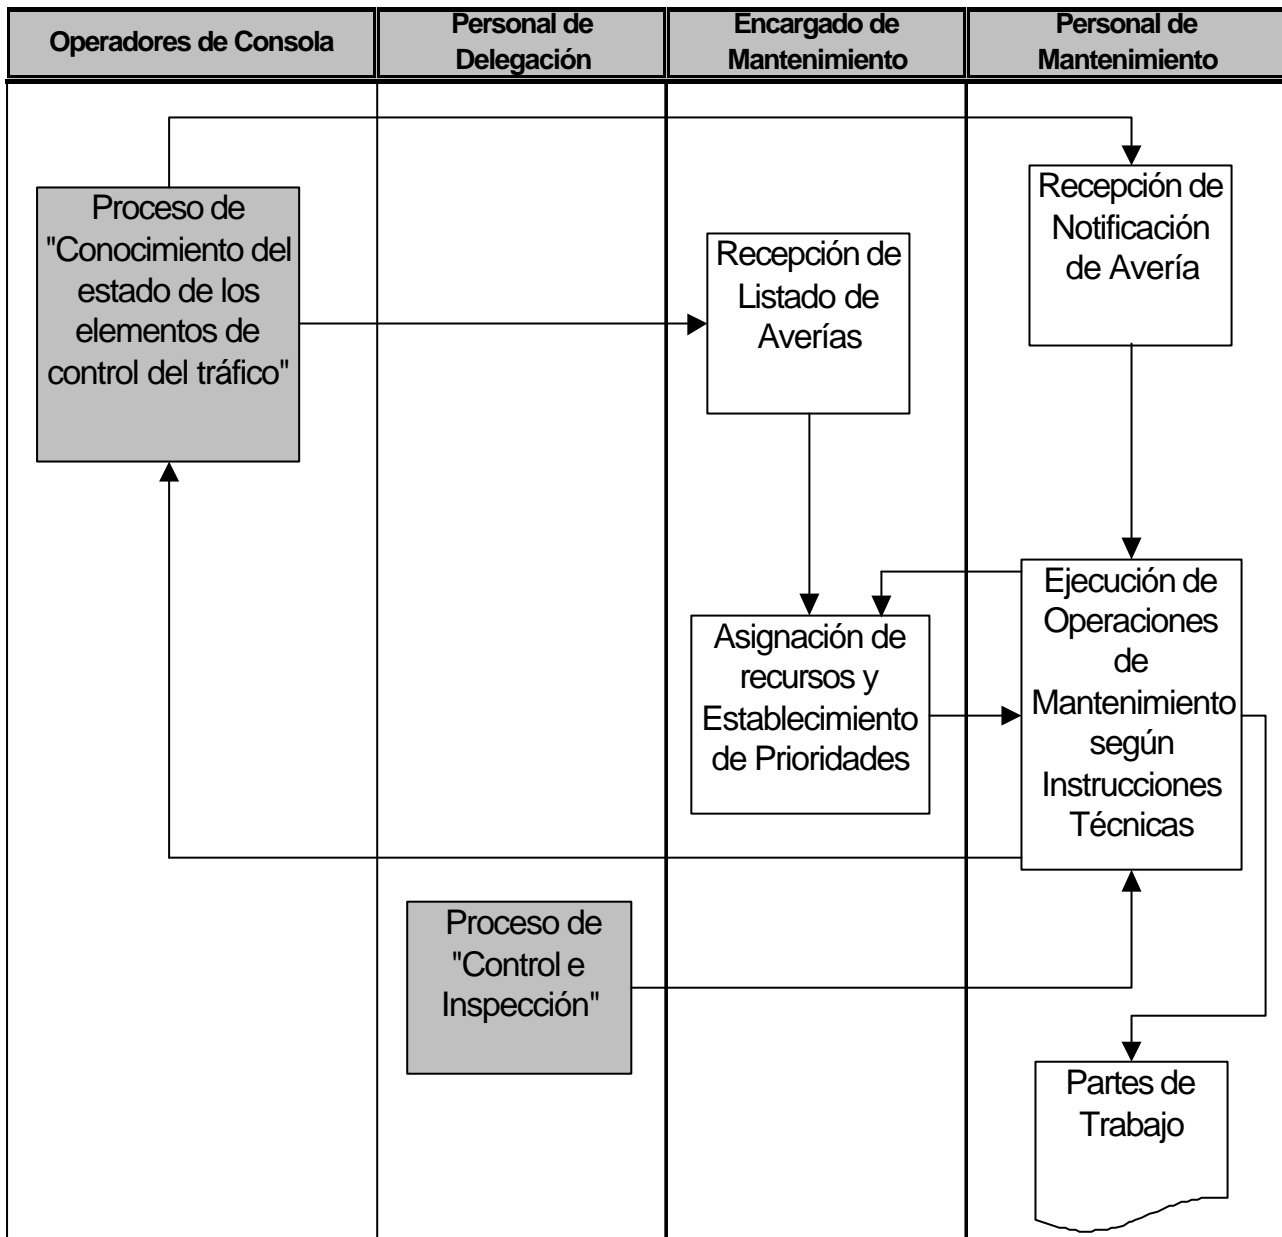 Operadores de Consola
Personal de
Delegación
Encargado de
Mantenimiento
Personal de
Mantenimiento
Proceso de
"Conocimiento del
estado de los
elementos de
control del tráfico"
Recepción de
Listado de
Averías
Recepción de
Notificación
de Avería
Asignación de
recursos y
Establecimiento
de Prioridades
Ejecución de
Operaciones
de
Mantenimiento
según
Instrucciones
Técnicas
Proceso de
"Control e
Inspección"
Partes de
Trabajo